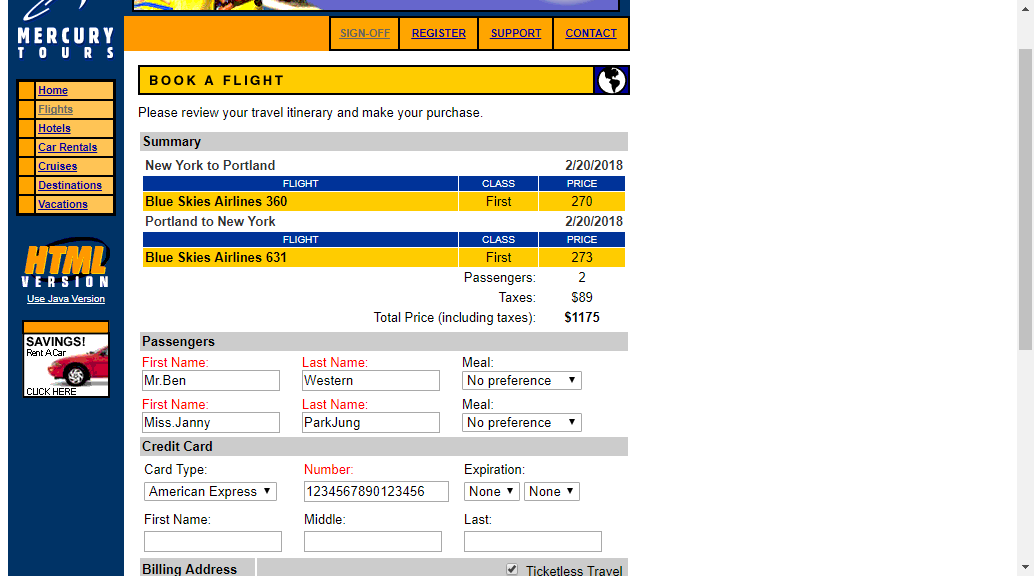 MERCURY
TOURS
SIGN-OFF REGISTER SUPPORT CONTACT
Home
Flights
Hotels
Car Rentals
Cruises
Destinations
Vacations
HTML
VERSION
Use Java Version
SAVINGS!
Rent A Car
CLICK HERE
BOOK A FLIGHT
Please review your travel itinerary and make your purchase.
Summary
New York to Portland 2/20/2018
FLIGHT CLASS PRICE
Blue Skies Airlines 360 First 270
Portland to New York 2/20/2018
FLIGHT CLASS PRICE
Blue Skies Airlines 631 First 273
Passengers: 2
Taxes: $89
Total Price (including taxes): $1175
Passengers
First Name: Last Name: Meal:
Mr.Ben Western No preference
First Name: Last Name: Meal:
Miss.Janny ParkJung No preference
Credit Card
Card Type: Number: Expiration:
American Express 1234567890123456 None None
First Name: Middle: Last:
Billing Address Ticketless Travel